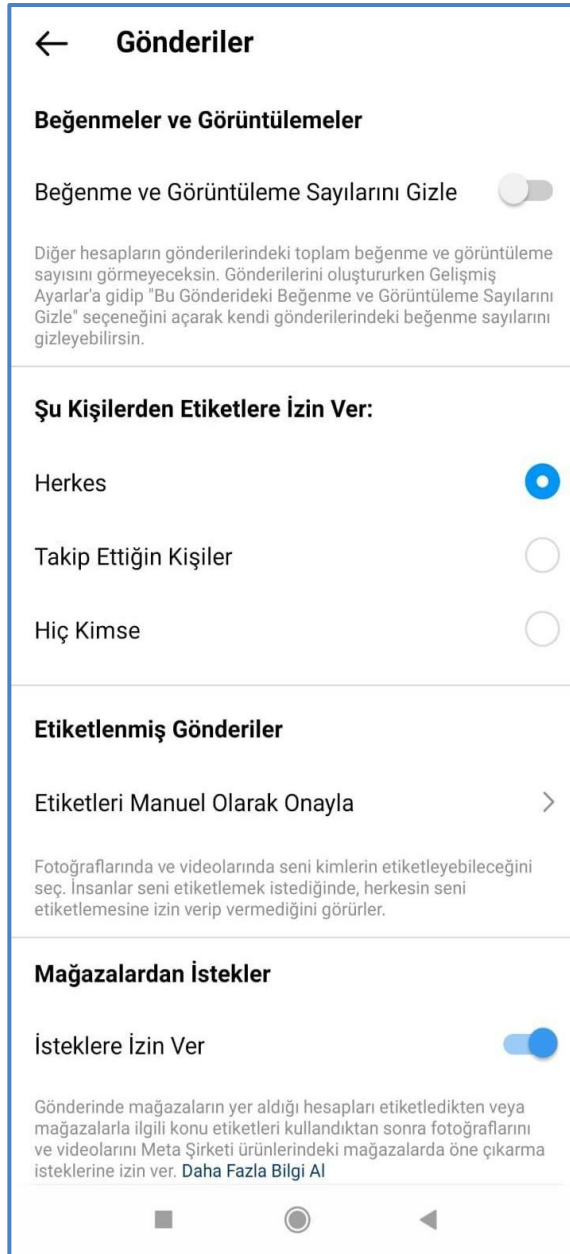 Gönderiler
Beğenmeler ve Görüntülemeler
Beğenme ve Görüntüleme Sayılarını Gizle
Diğer hesapların gönderilerindeki toplam beğenme ve görüntüleme
sayısını görmeyeceksin. Gönderilerini oluştururken Gelişmiş
Ayarlar'a gidip "Bu Gönderideki Beğenme ve Görüntüleme Sayılarını
Gizle" seçeneğini açarak kendi gönderilerindeki beğenme sayılarını
gizleyebilirsin.
Şu Kişilerden Etiketlere İzin Ver:
Herkes
Takip Ettiğin Kişiler
Hiç Kimse
Etiketlenmiş Gönderiler
Etiketleri Manuel Olarak Onayla
Fotoğraflarında ve videolarında seni kimlerin etiketleyebileceğini
seç. İnsanlar seni etiketlemek istediğinde, herkesin seni
etiketlemesine izin verip vermediğini görürler.
Mağazalardan İstekler
İsteklere İzin Ver
Gönderinde mağazaların yer aldığı hesapları etiketledikten veya
mağazalarla ilgili konu etiketleri kullandıktan sonra fotoğraflarını
ve videolarını Meta Şirketi ürünlerindeki mağazalarda öne çıkarma
isteklerine izin ver. Daha Fazla Bilgi Al